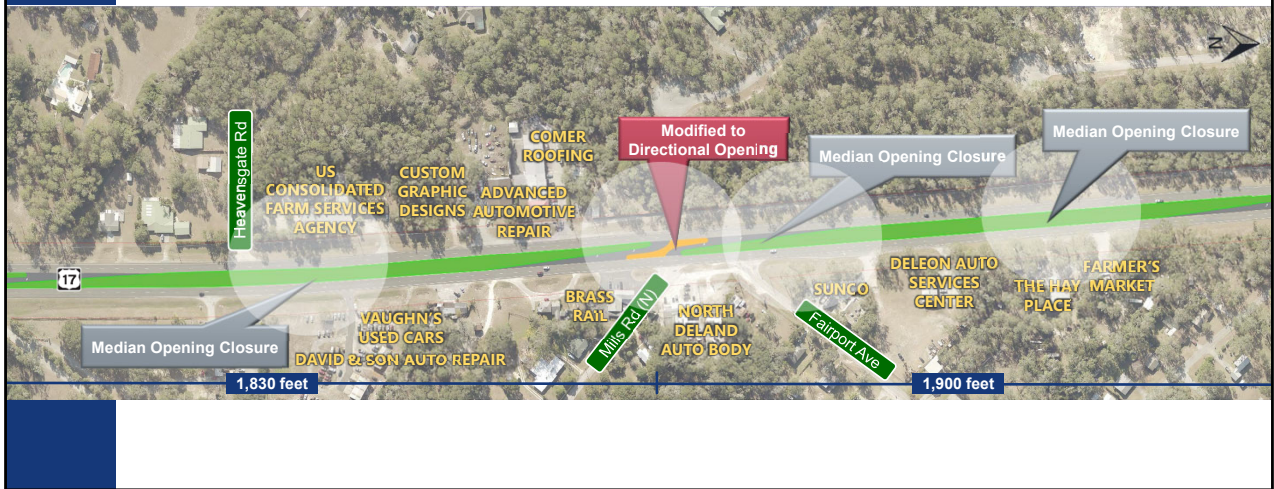 N
Heavensgate Rd
US
CONSOLIDATED
FARM SERVICES
AGENCY
CUSTOM
GRAPHIC
DESIGNS
COMER
ROOFING
ADVANCED
AUTOMOTIVE
REPAIR
Modified to
Directional Opening
Median Opening Closure
Median Opening Closure
17
Median Opening Closure
VAUGHN'S
USED CARS
DAVID & SON AUTO REPAIR
BRASS
RAIL
Mills Rd (N)
NORTH
DELAND
AUTO BODY
SUNCO
Fairport Ave
DELEON AUTO
SERVICES
CENTER
THE HAY
PLACE
FARMER'S
MARKET
1,830 feet
1,900 feet